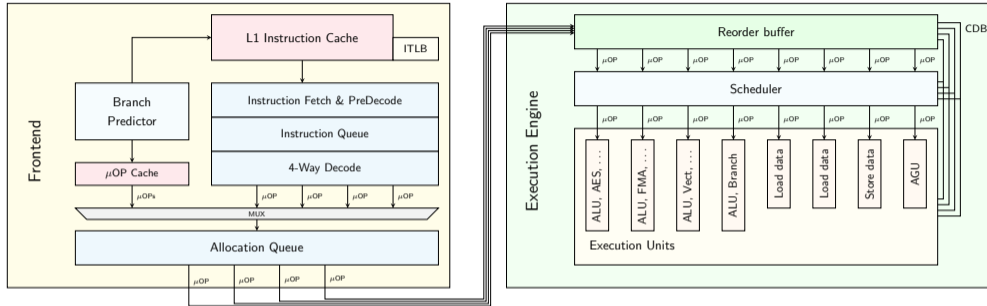 Frontend
L1 Instruction Cache
ITLB
Branch
Predictor
Instruction Fetch & PreDecode
Instruction Queue
4-Way Decode
μOP Cache
μOPs
μOP
μOP
μOP
μOP
MUX
Allocation Queue
μOP
μOP
μOP
μOP
Execution Engine
Reorder buffer
CDB
μOP
μOP
μOP
μOP
μOP
μOP
μOP
μOP
Scheduler
μOP
μOP
μOP
μOP
μOP
μOP
μOP
μOP
ALU, AES, ...
ALU, FMA, ...
ALU, Vect, ...
ALU, Branch
Load data
Load data
Store data
AGU
Execution Units